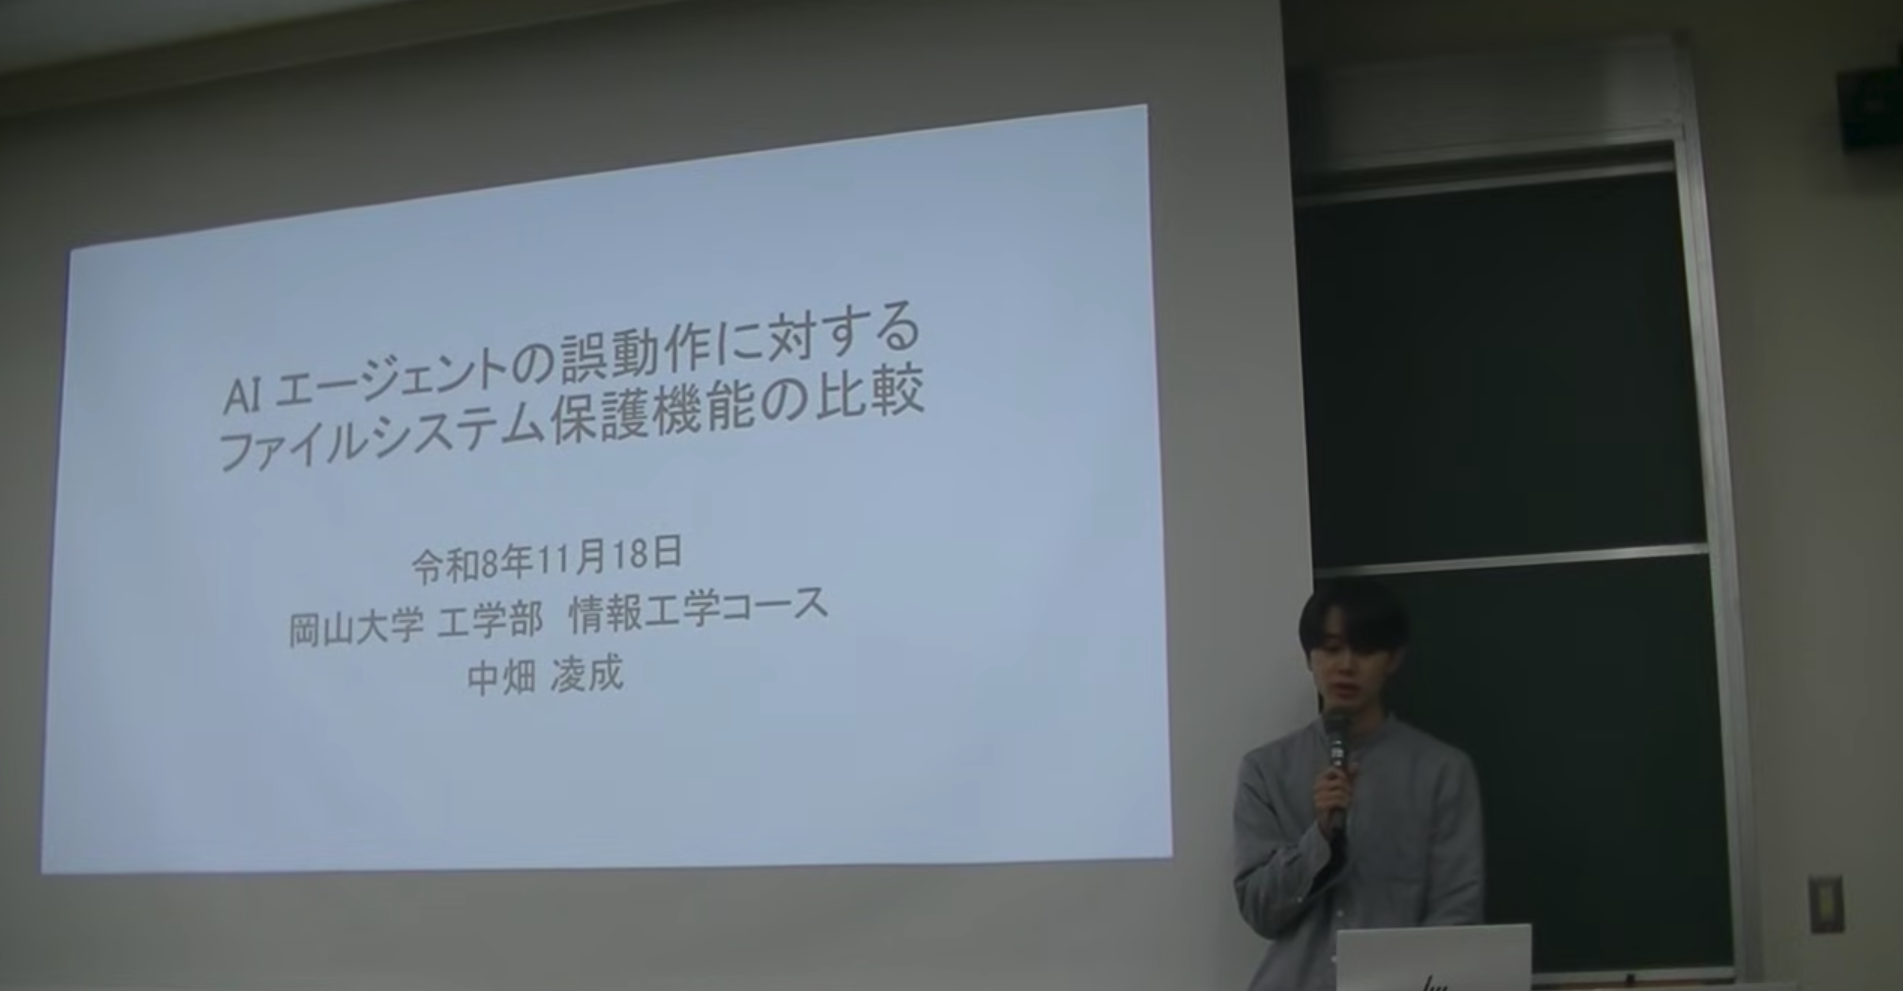 AI エージェントの誤動作に対する
ファイルシステム保護機能の比較
令和8年11月18日
岡山大学 工学部 情報工学コース
中畑 凌成
hp